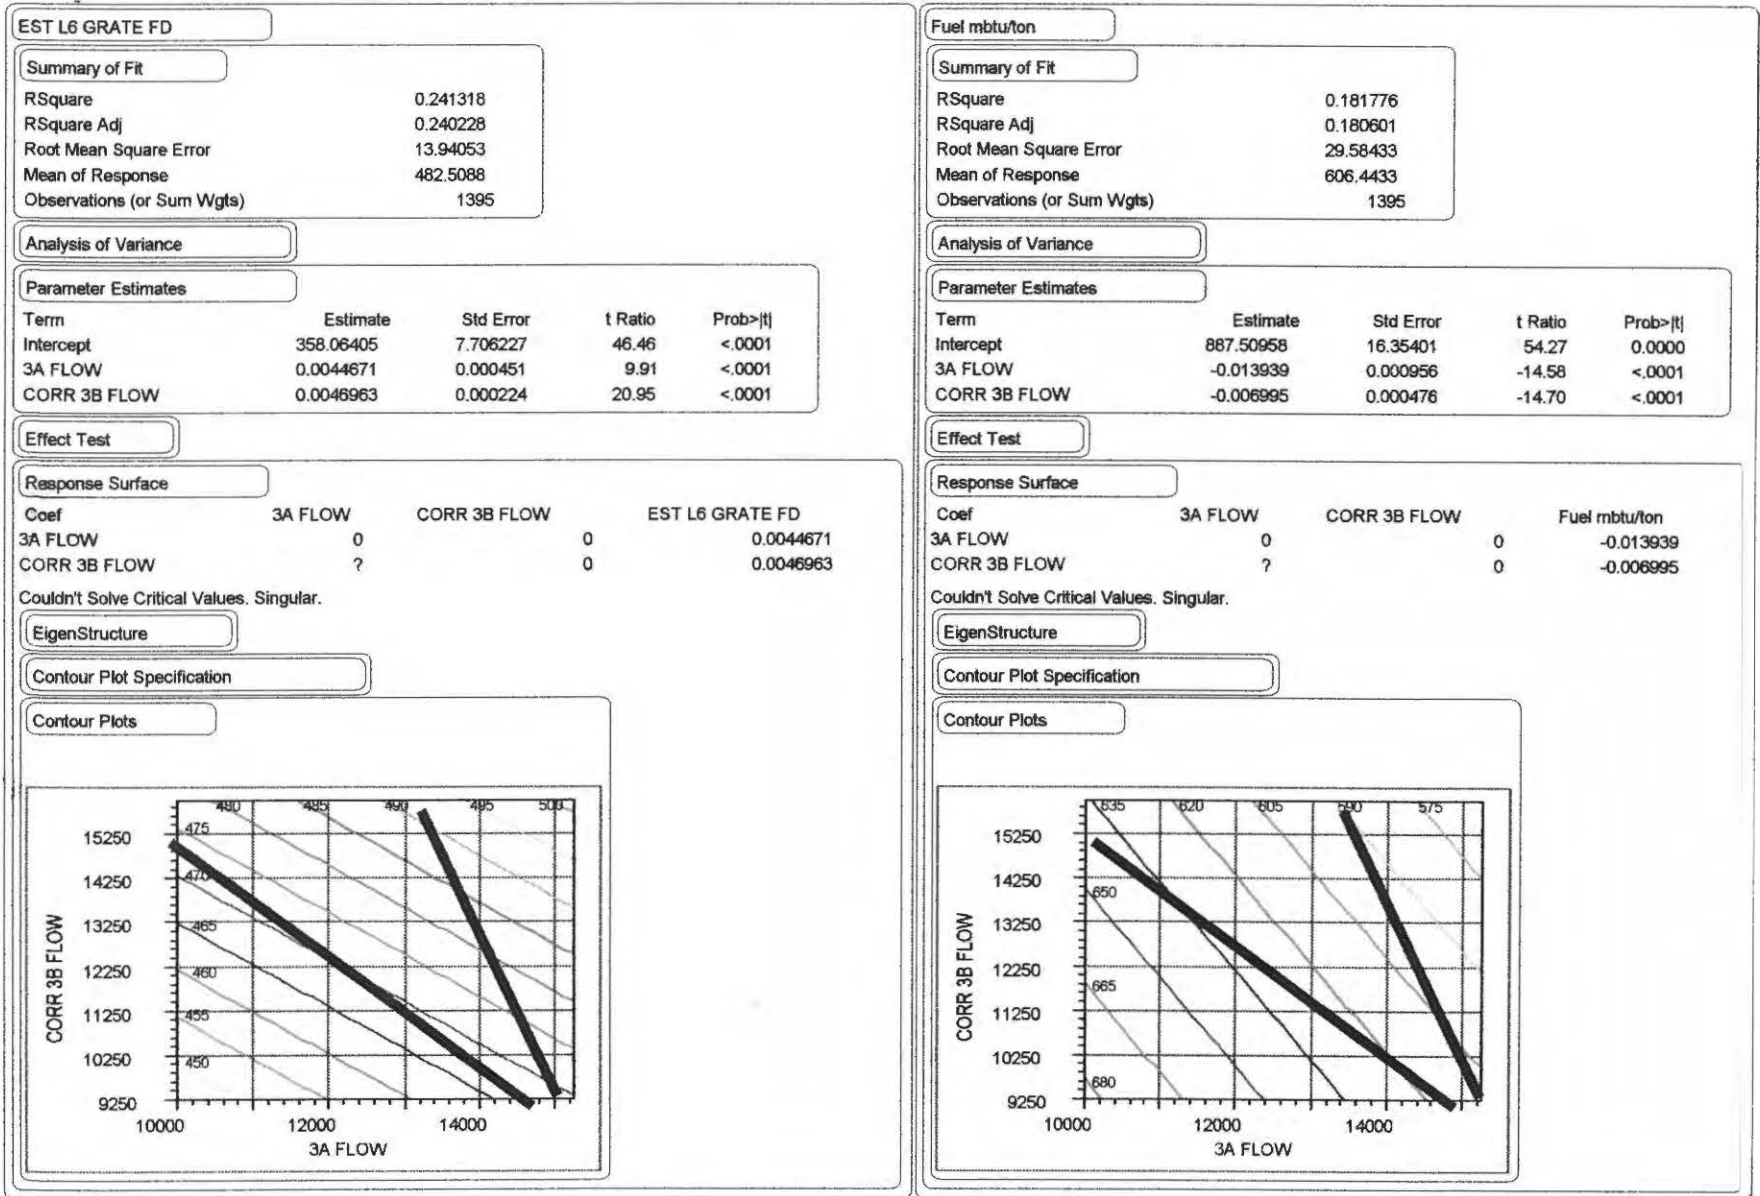 EST L6 GRATE FD
Summary of Fit
RSquare 0.241318
RSquare Adj 0.240228
Root Mean Square Error 13.94053
Mean of Response 482.5088
Observations (or Sum Wgts) 1395
Analysis of Variance
Parameter Estimates
Term Estimate Std Error t Ratio Prob>|t|
Intercept 358.06405 7.706227 46.46 <.0001
3A FLOW 0.0044671 0.000451 9.91 <.0001
CORR 3B FLOW 0.0046963 0.000224 20.95 <.0001
Effect Test
Response Surface
Coef 3A FLOW CORR 3B FLOW EST L6 GRATE FD
3A FLOW 0 0 0.0044671
CORR 3B FLOW ? 0 0.0046963
Couldn't Solve Critical Values. Singular.
EigenStructure
Contour Plot Specification
Contour Plots
480 485 490 495 500
475
470
465
460
455
450
15250
14250
13250
12250
11250
10250
9250
CORR 3B FLOW
10000 12000 14000
3A FLOW
Fuel mbtu/ton
Summary of Fit
RSquare 0.181776
RSquare Adj 0.180601
Root Mean Square Error 29.58433
Mean of Response 606.4433
Observations (or Sum Wgts) 1395
Analysis of Variance
Parameter Estimates
Term Estimate Std Error t Ratio Prob>|t|
Intercept 887.50958 16.35401 54.27 0.0000
3A FLOW -0.013939 0.000956 -14.58 <.0001
CORR 3B FLOW -0.006995 0.000476 -14.70 <.0001
Effect Test
Response Surface
Coef 3A FLOW CORR 3B FLOW Fuel mbtu/ton
3A FLOW 0 0 -0.013939
CORR 3B FLOW ? 0 -0.006995
Couldn't Solve Critical Values. Singular.
EigenStructure
Contour Plot Specification
Contour Plots
635 620 605 590 575
650
665
680
15250
14250
13250
12250
11250
10250
9250
CORR 3B FLOW
10000 12000 14000
3A FLOW